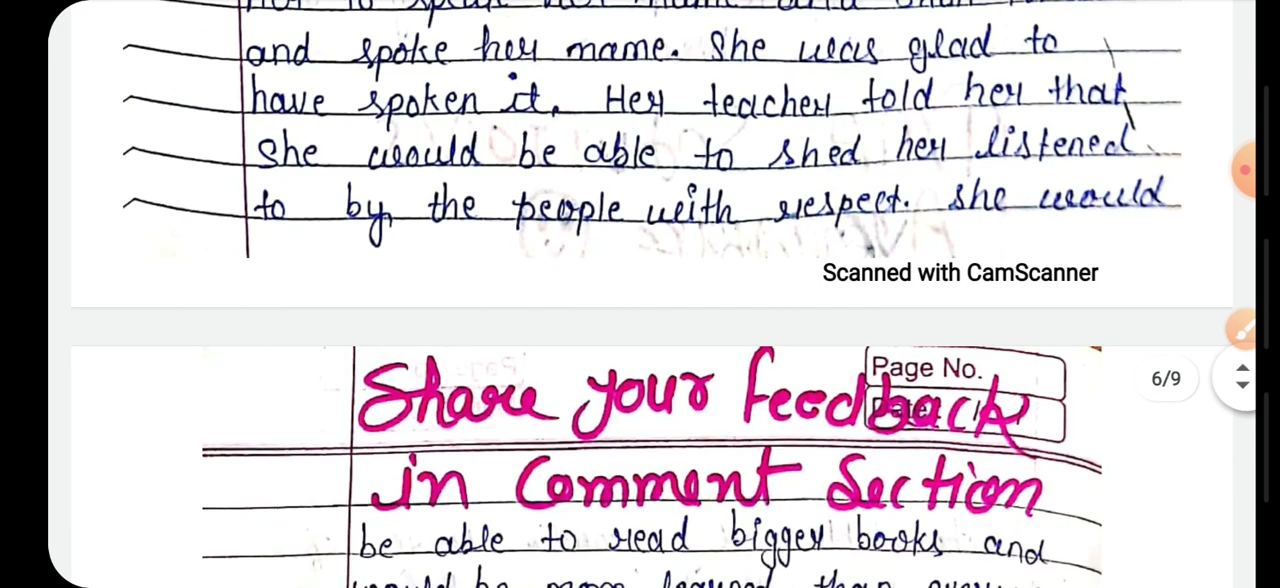 and spoke her mame. She was glad to
have spoken it. Her teacher told her that
She would be able to shed her listened
to by the people with respect. She would
Scanned with CamScanner
Page No.
Share your feedback
in Comment Section
6/9
be able to read bigger books and